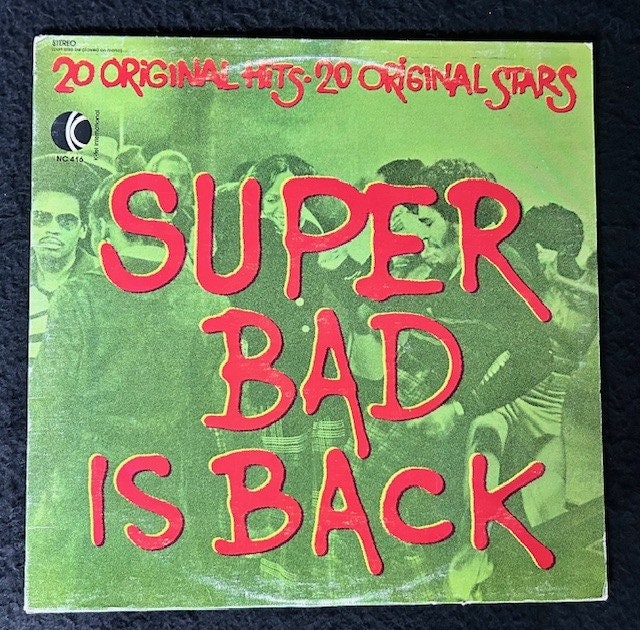 STEREO
20 ORIGINAL HITS · 20 ORIGINAL STARS
K
NC 416
SUPER
BAD
IS BACK